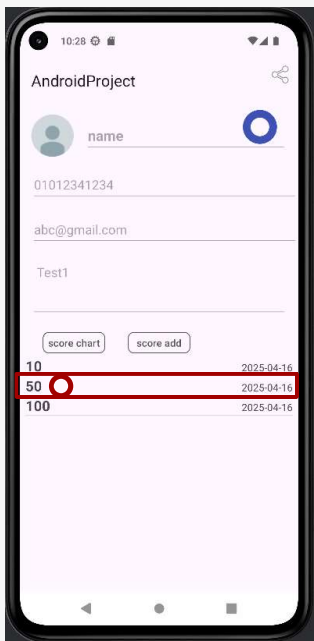 10:28
AndroidProject
name
01012341234
abc@gmail.com
Test1
score chart score add
10 2025-04-16
50 2025-04-16
100 2025-04-16